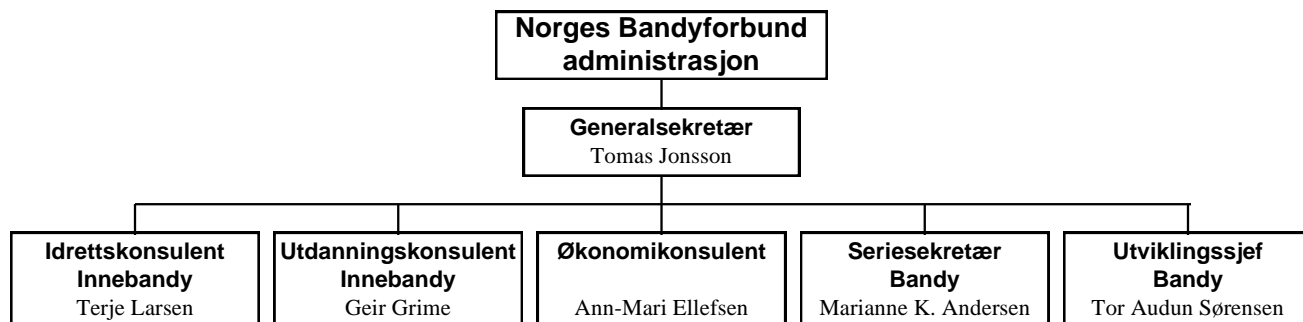 Norges Bandyforbund
administrasjon
Generalsekretær
Tomas Jonsson
Idrettskonsulent
Innebandy
Terje Larsen
Utdanningskonsulent
Innebandy
Geir Grime
Økonomikonsulent
Ann-Mari Ellefsen
Seriesekretær
Bandy
Marianne K. Andersen
Utviklingssjef
Bandy
Tor Audun Sørensen